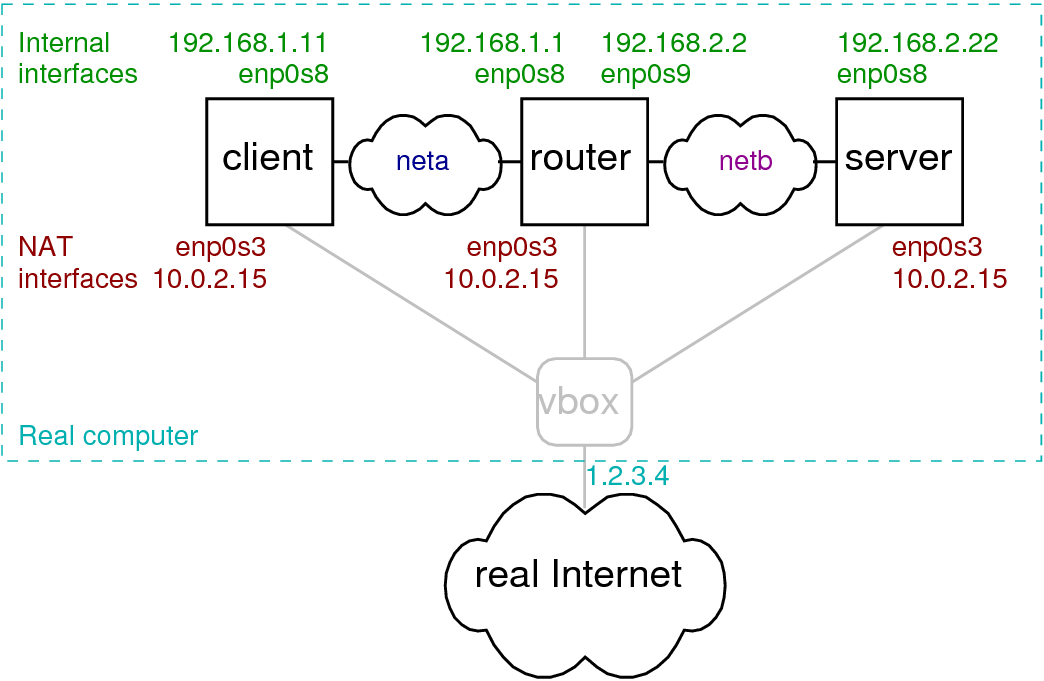 Internal 192.168.1.11 192.168.1.1 192.168.2.2 192.168.2.22
interfaces enp0s8 enp0s8 enp0s9 enp0s8
client neta router netb server
NAT enp0s3 enp0s3 enp0s3
interfaces 10.0.2.15 10.0.2.15 10.0.2.15
vbox
Real computer
1.2.3.4
real Internet